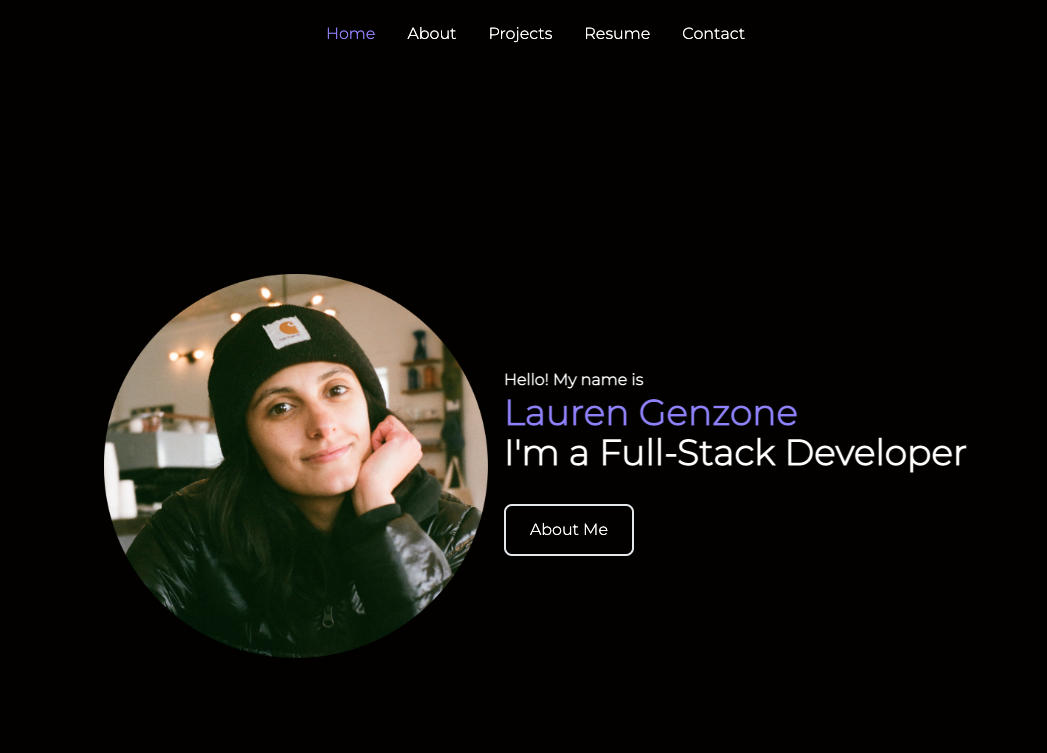 Home About Projects Resume Contact
Hello! My name is
Lauren Genzone
I'm a Full-Stack Developer
About Me